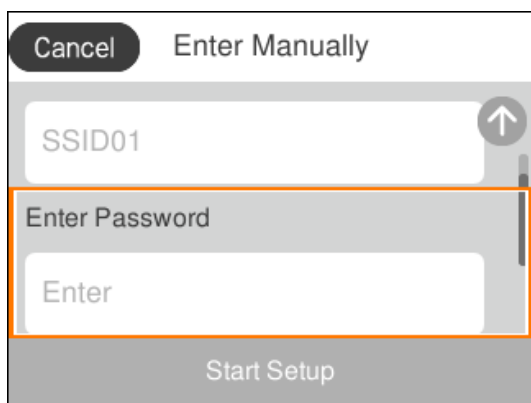 Cancel Enter Manually
SSID01
Enter Password
Enter
Start Setup